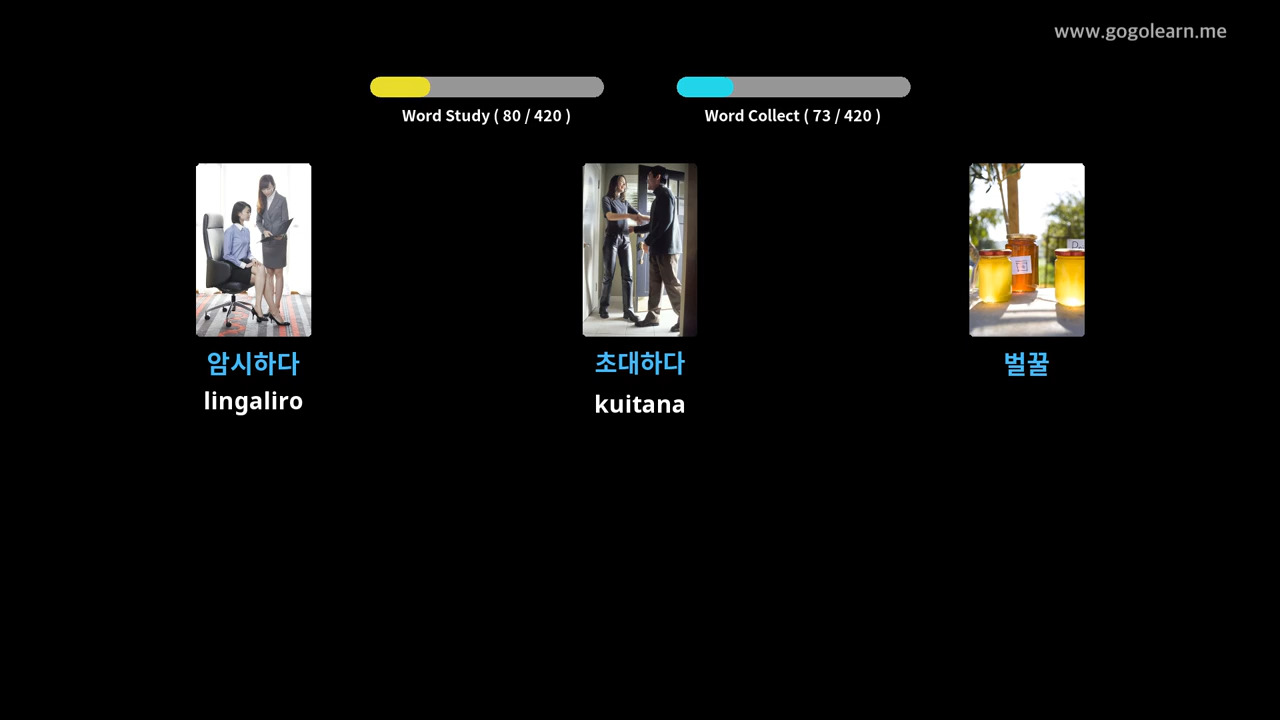 www.gogolearn.me
Word Study ( 80 / 420 )
Word Collect ( 73 / 420 )
암시하다
lingaliro
초대하다
kuitana
벌꿀